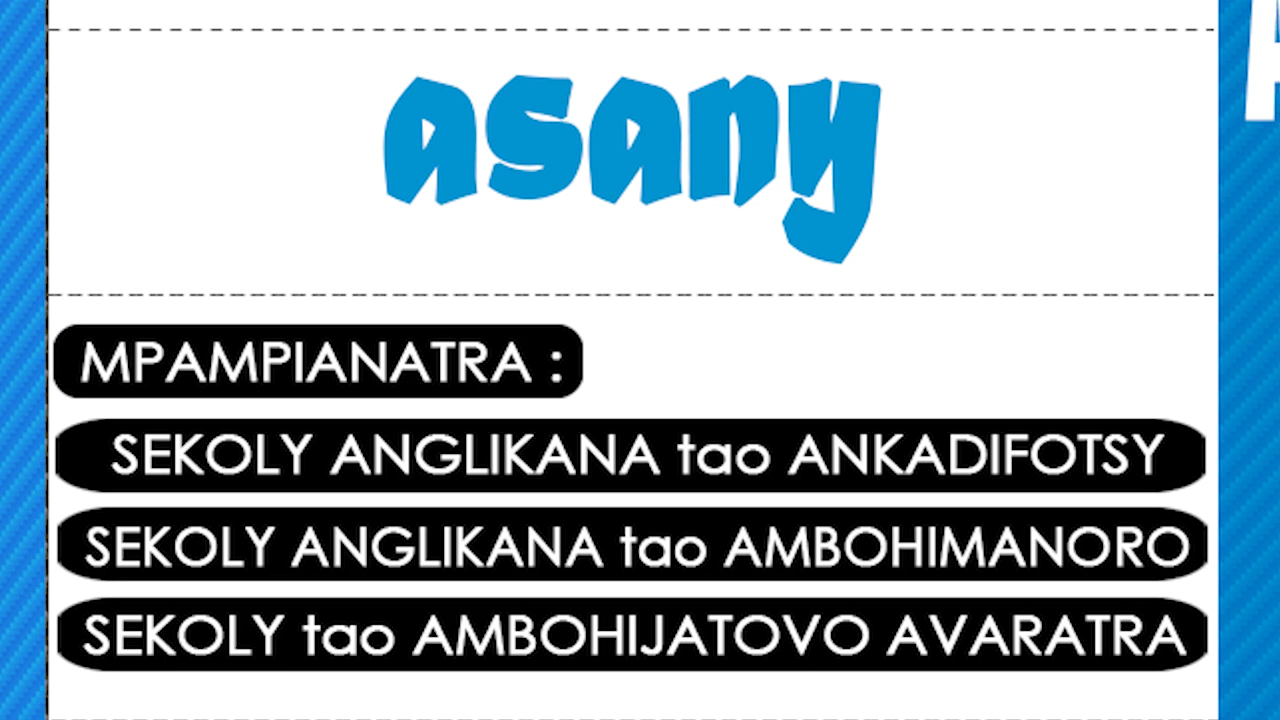 asany
MPAMPIANATRA :
SEKOLY ANGLIKANA tao ANKADIFOTSY
SEKOLY ANGLIKANA tao AMBOHIMANORO
SEKOLY tao AMBOHIJATOVO AVARATRA